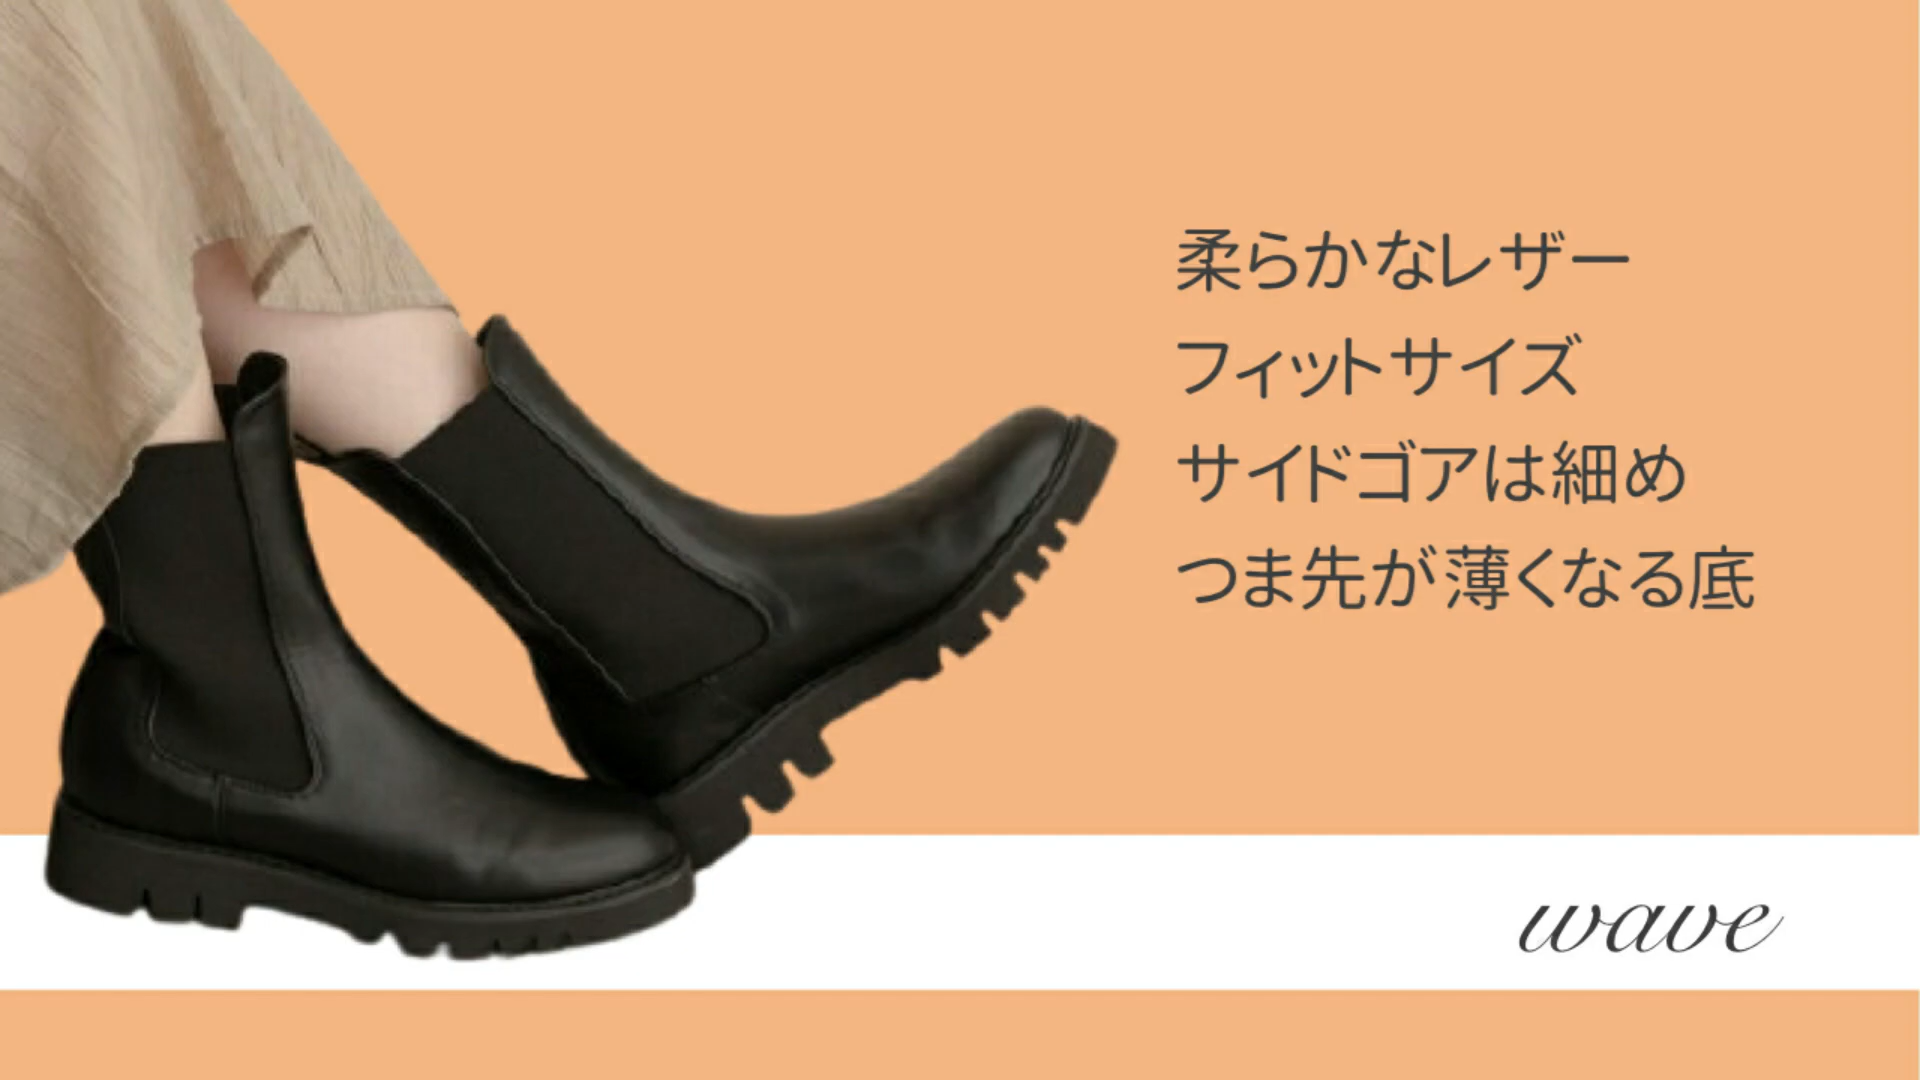 柔らかなレザー
フィットサイズ
サイドゴアは細め
つま先が薄くなる底
wave